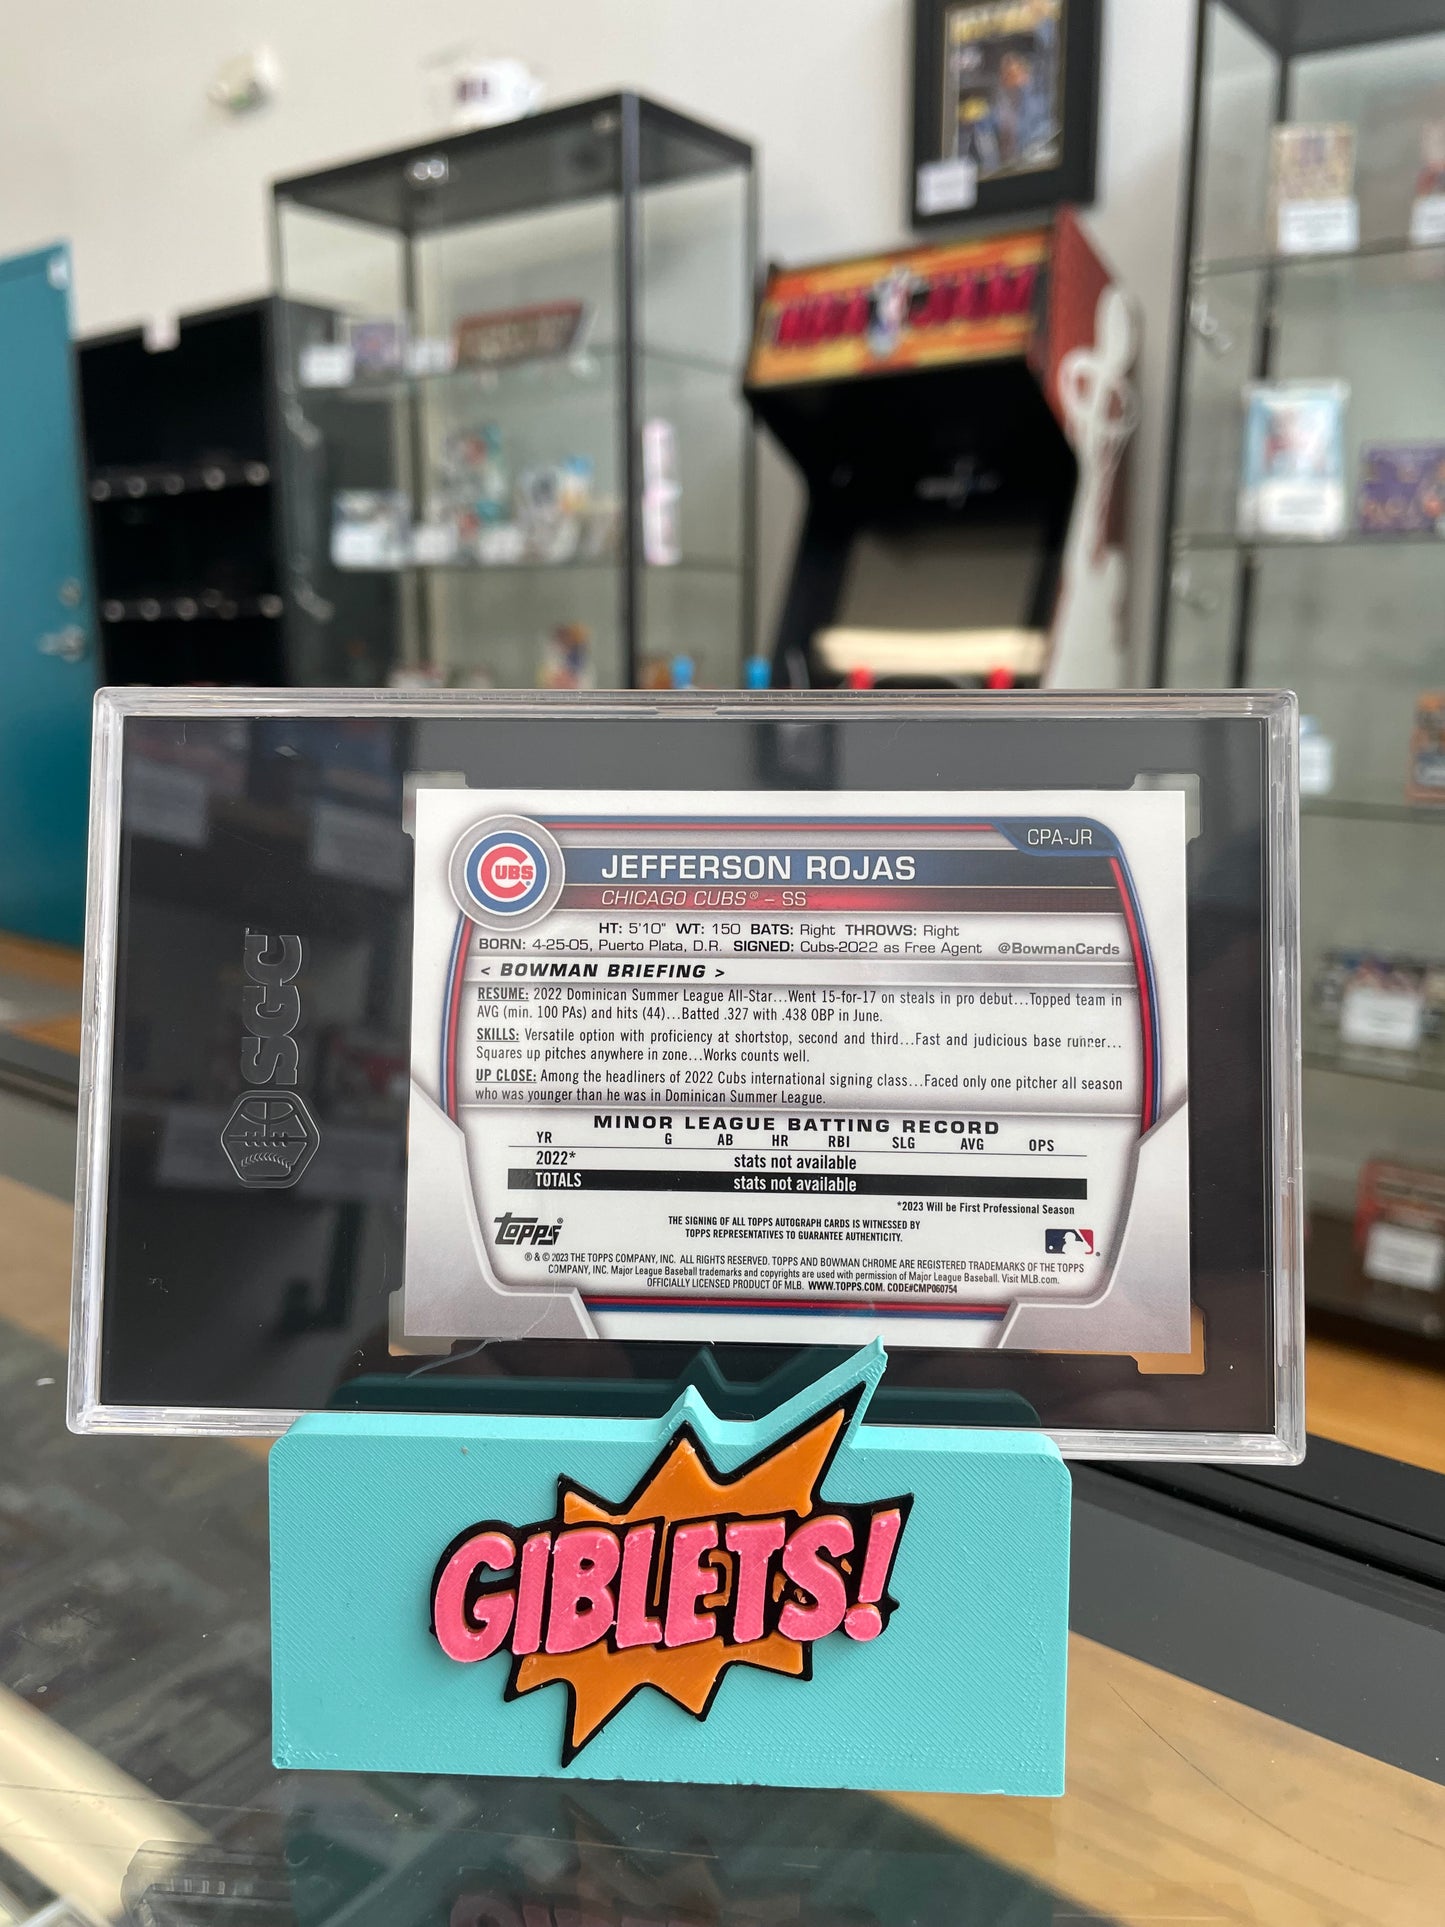 NBA JAM
SGC
CUBS
CPA-JR
JEFFERSON ROJAS
CHICAGO CUBS® – SS
HT: 5'10" WT: 150 BATS: Right THROWS: Right
BORN: 4-25-05, Puerto Plata, D.R. SIGNED: Cubs-2022 as Free Agent @BowmanCards
< BOWMAN BRIEFING >
RESUME: 2022 Dominican Summer League All-Star...Went 15-for-17 on steals in pro debut...Topped team in
AVG (min. 100 PAs) and hits (44)...Batted .327 with .438 OBP in June.
SKILLS: Versatile option with proficiency at shortstop, second and third...Fast and judicious base runner...
Squares up pitches anywhere in zone...Works counts well.
UP CLOSE: Among the headliners of 2022 Cubs international signing class...Faced only one pitcher all season
who was younger than he was in Dominican Summer League.
MINOR LEAGUE BATTING RECORD
YR G AB HR RBI SLG AVG OPS
2022* stats not available
TOTALS stats not available
*2023 Will be First Professional Season
topps®
THE SIGNING OF ALL TOPPS AUTOGRAPH CARDS IS WITNESSED BY
TOPPS REPRESENTATIVES TO GUARANTEE AUTHENTICITY.
® & © 2023 THE TOPPS COMPANY, INC. ALL RIGHTS RESERVED. TOPPS AND BOWMAN CHROME ARE REGISTERED TRADEMARKS OF THE TOPPS
COMPANY, INC. Major League Baseball trademarks and copyrights are used with permission of Major League Baseball. Visit MLB.com.
OFFICIALLY LICENSED PRODUCT OF MLB. WWW.TOPPS.COM. CODE#CMP060754
GIBLETS!